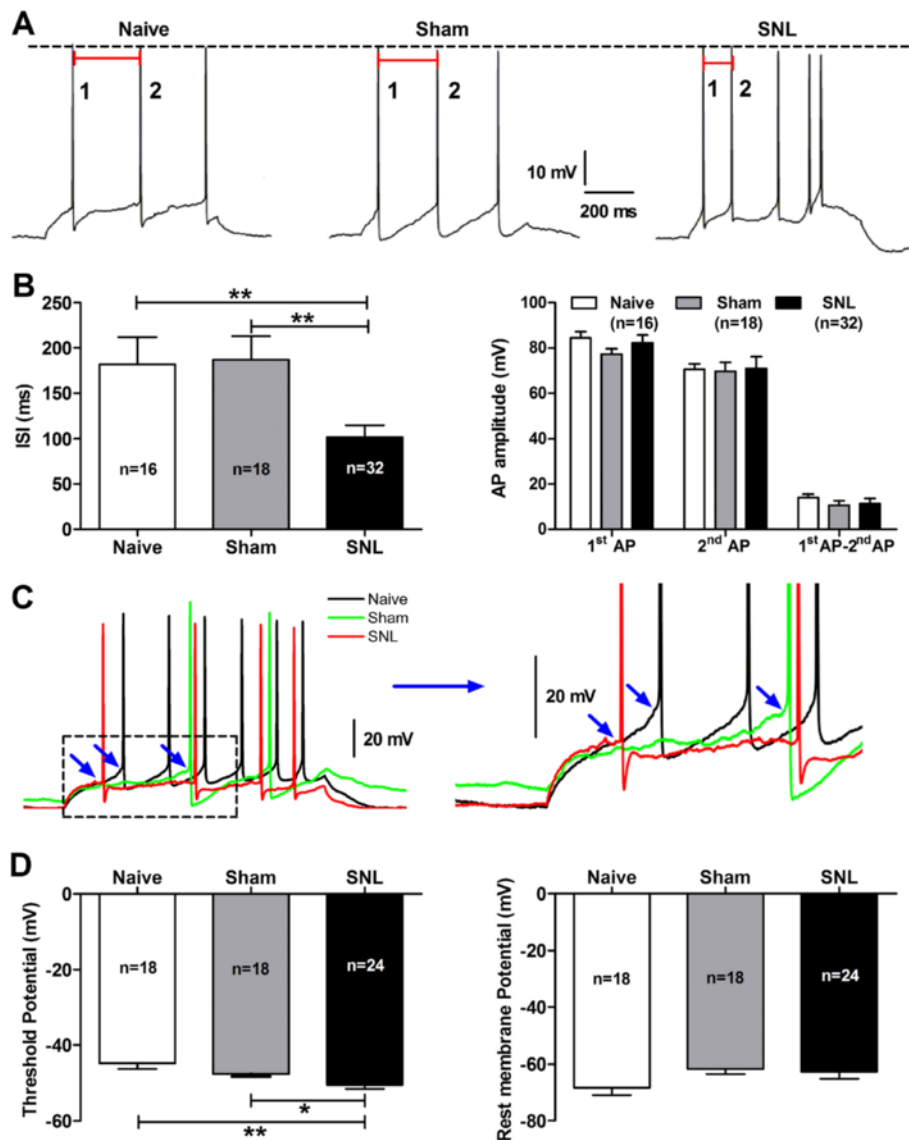 A
Naive
Sham
SNL
1 2
1 2
1 2
10 mV
200 ms
B
ISI (ms)
250
200
150
100
50
0
**
**
n=16
n=18
n=32
Naive
Sham
SNL
AP amplitude (mV)
100
80
60
40
20
0
Naive
(n=16)
Sham
(n=18)
SNL
(n=32)
1st AP
2nd AP
1st AP-2nd AP
C
Naive
Sham
SNL
20 mV
20 mV
D
Naive
Sham
SNL
Threshold Potential (mV)
0
-20
-40
-60
n=18
n=18
n=24
*
**
Naive
Sham
SNL
Rest membrane Potential (mV)
0
-20
-40
-60
-80
n=18
n=18
n=24